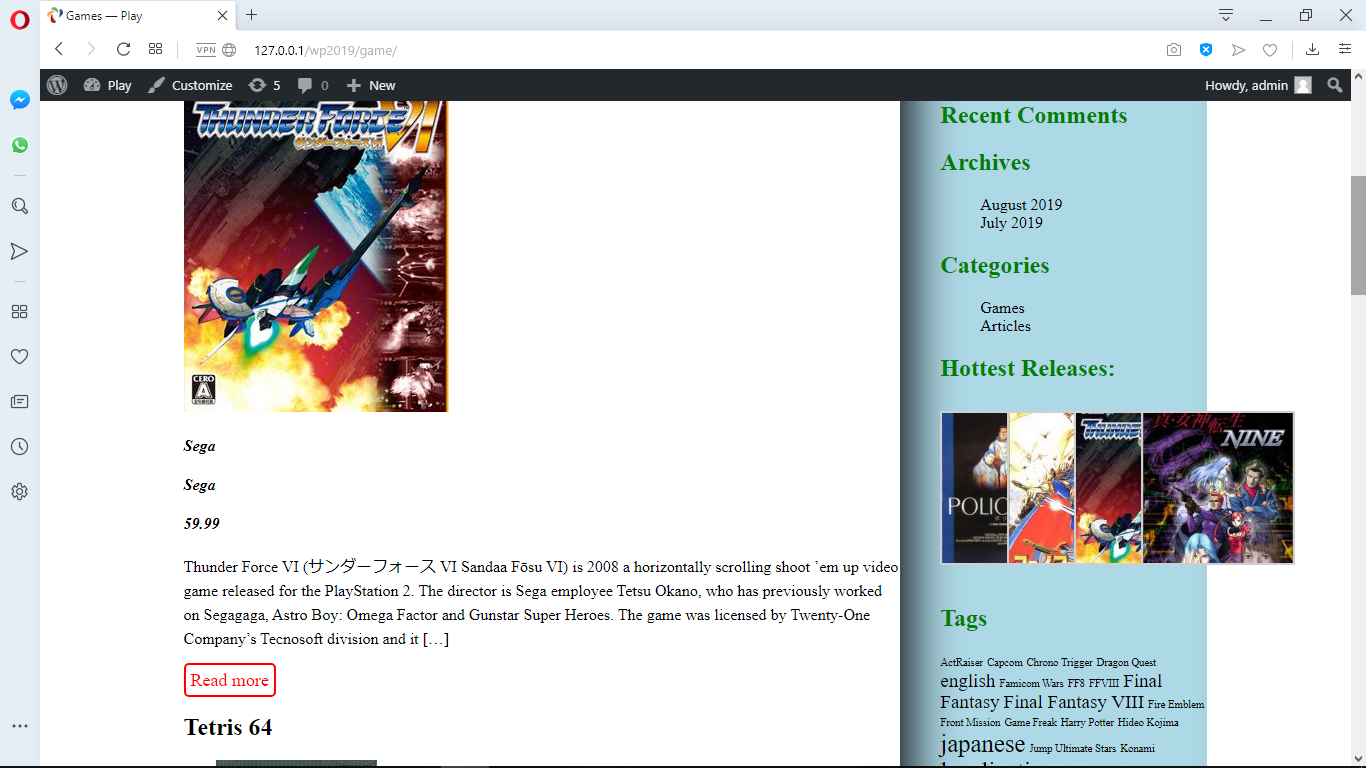 Games — Play
VPN
127.0.0.1/wp2019/game/
Play
Customize
5
0
New
Howdy, admin
THUNDER FORCE VI
サンダーフォース VI
CERO
A
Sega
Sega
59.99
Thunder Force VI (サンダーフォース VI Sandaa Fōsu VI) is 2008 a horizontally scrolling shoot ’em up video
game released for the PlayStation 2. The director is Sega employee Tetsu Okano, who has previously worked
on Segagaga, Astro Boy: Omega Factor and Gunstar Super Heroes. The game was licensed by Twenty-One
Company’s Tecnosoft division and it […]
Read more
Tetris 64
Recent Comments
Archives
August 2019
July 2019
Categories
Games
Articles
Hottest Releases:
POLIC
THUND
真・女神転生
NINE
Tags
ActRaiser Capcom Chrono Trigger Dragon Quest
english Famicom Wars FF8 FFVIII Final
Fantasy Final Fantasy VIII Fire Emblem
Front Mission Game Freak Harry Potter Hideo Kojima
japanese Jump Ultimate Stars Konami